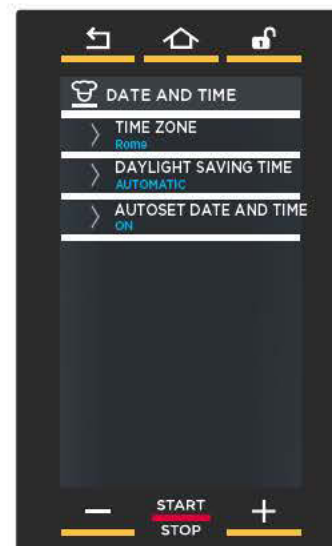 DATE AND TIME
TIME ZONE
Rome
DAYLIGHT SAVING TIME
AUTOMATIC
AUTOSET DATE AND TIME
ON
START
STOP